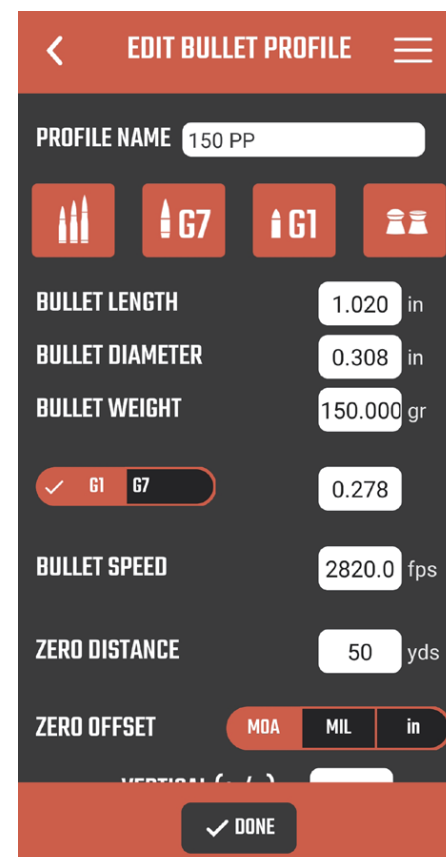 EDIT BULLET PROFILE
PROFILE NAME 150 PP
G7 G1
BULLET LENGTH 1.020 in
BULLET DIAMETER 0.308 in
BULLET WEIGHT 150.000 gr
G1 G7 0.278
BULLET SPEED 2820.0 fps
ZERO DISTANCE 50 yds
ZERO OFFSET MOA MIL in
DONE